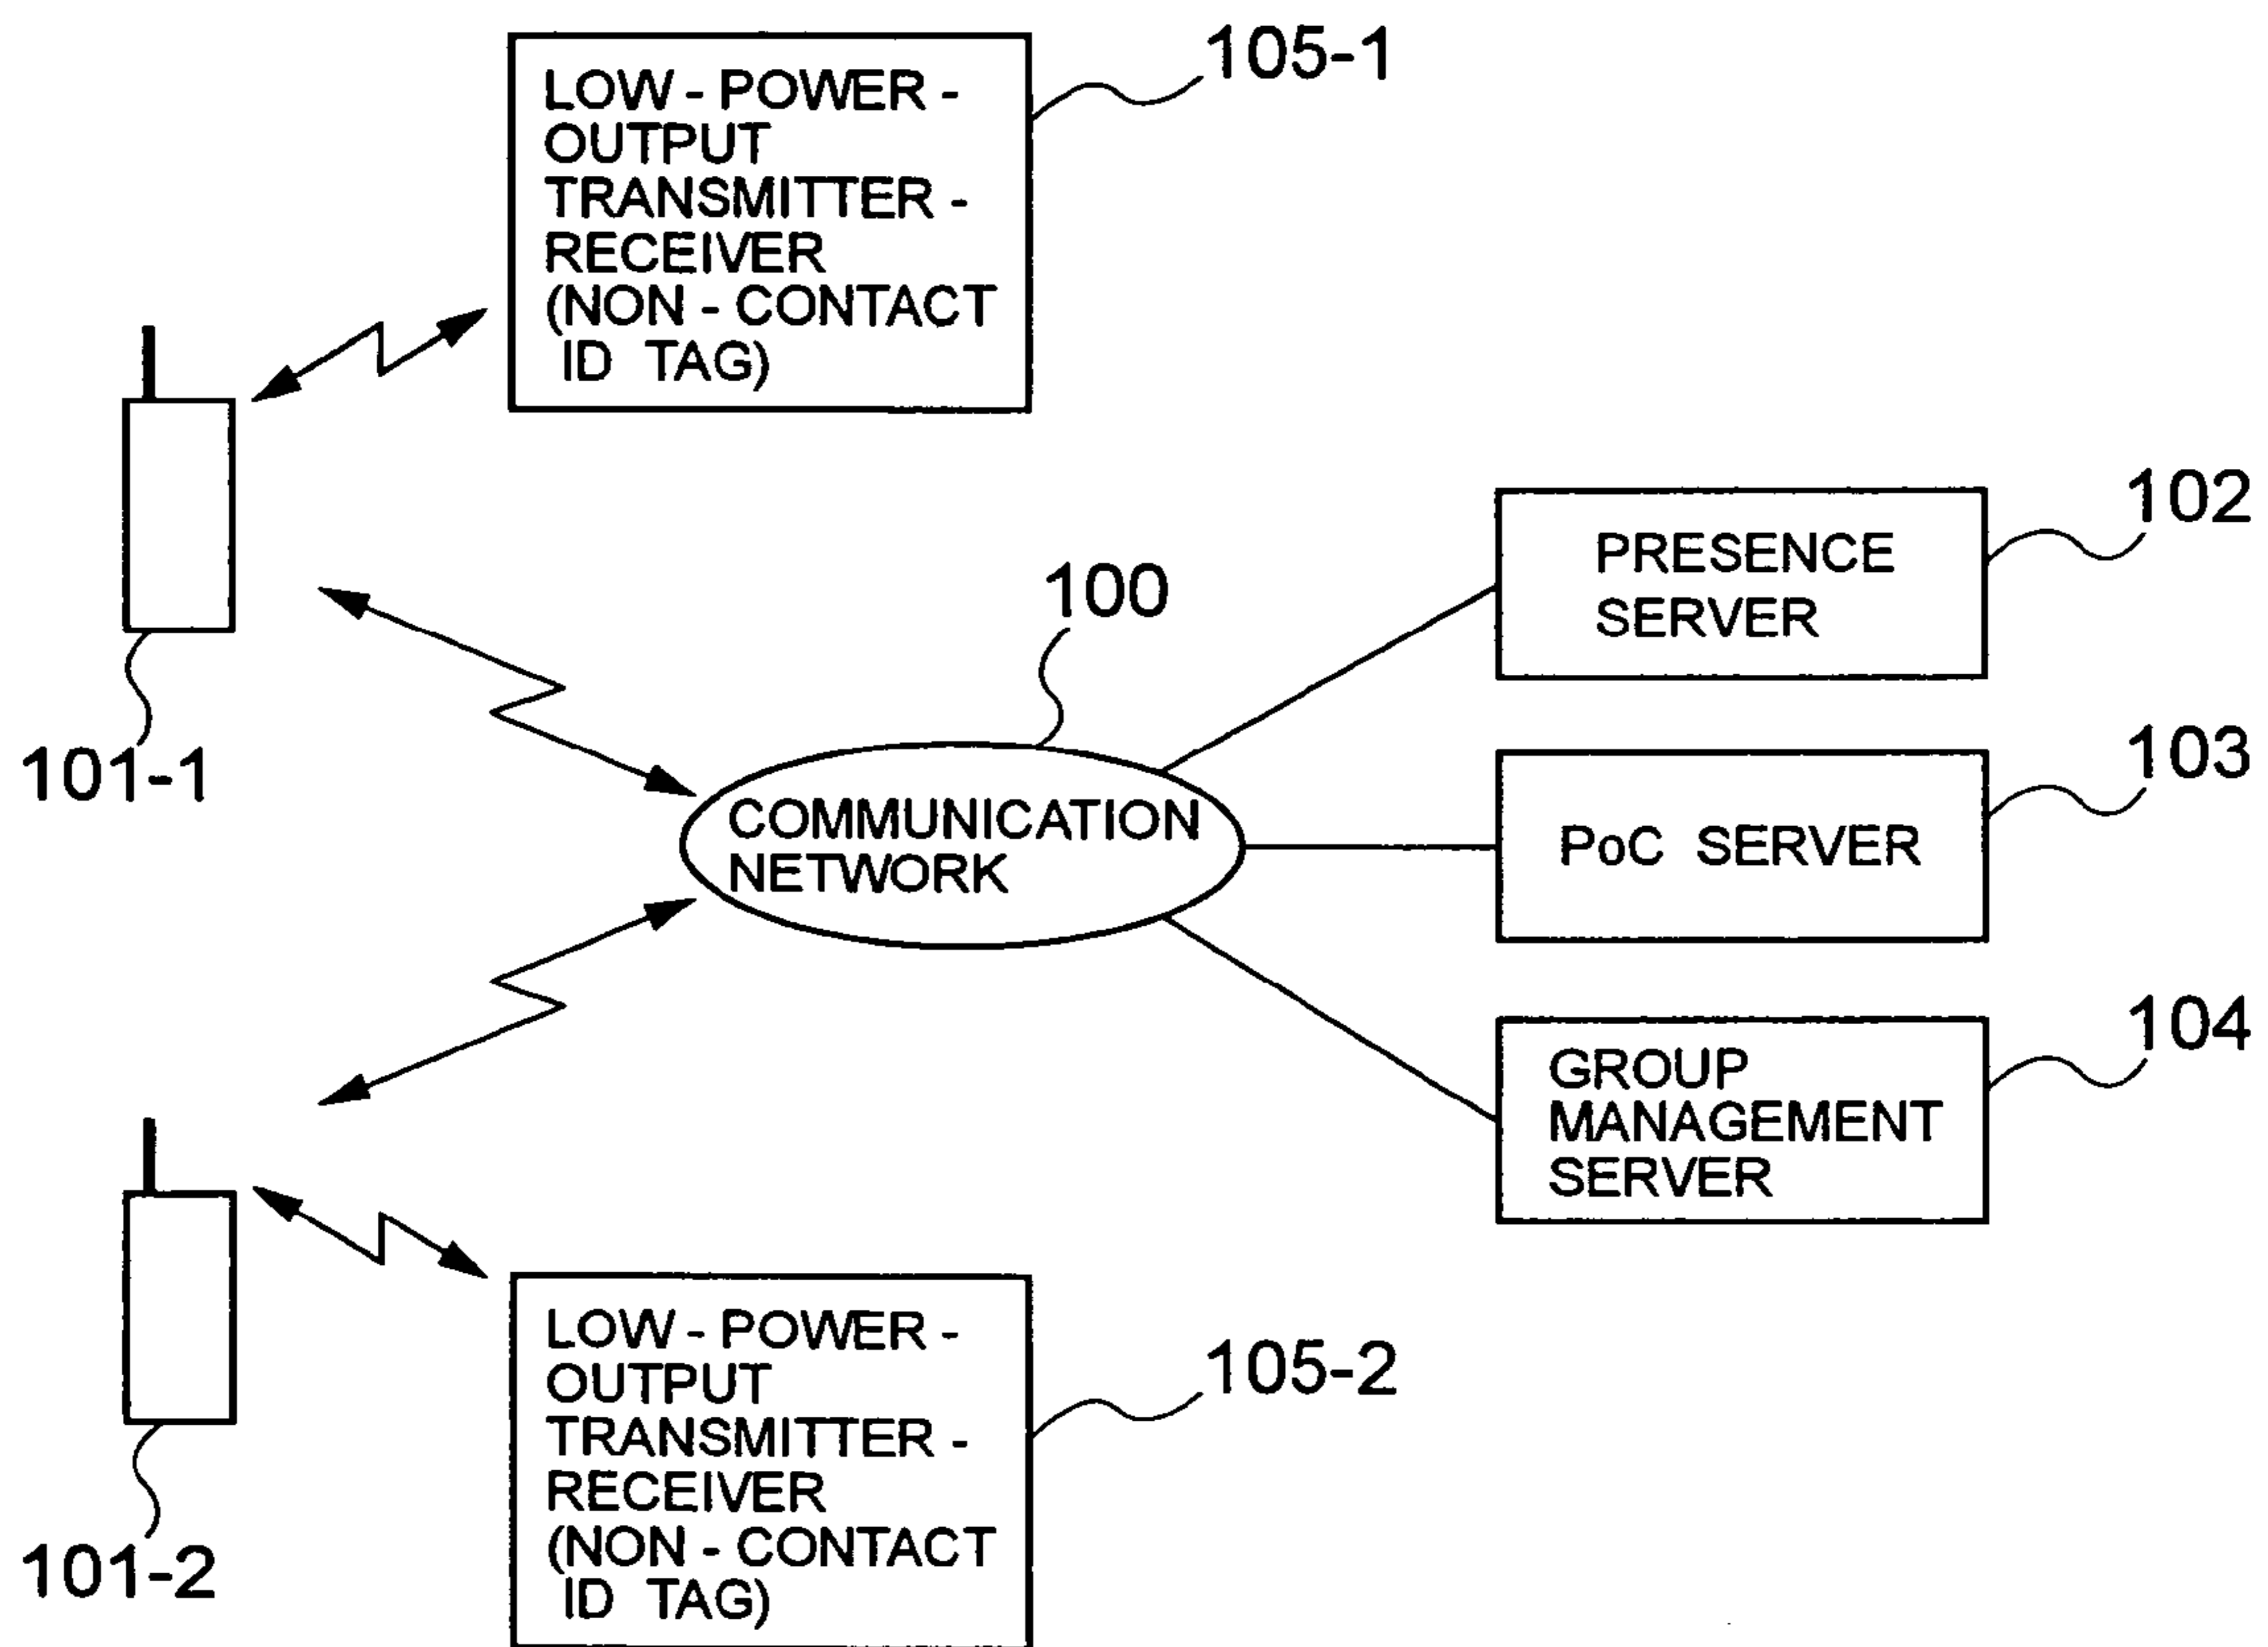 105-1
LOW - POWER -
OUTPUT
TRANSMITTER -
RECEIVER
(NON - CONTACT
ID TAG)
102
PRESENCE
SERVER
100
101-1
103
COMMUNICATION
NETWORK
PoC SERVER
104
GROUP
MANAGEMENT
SERVER
105-2
LOW - POWER -
OUTPUT
TRANSMITTER -
RECEIVER
(NON - CONTACT
ID TAG)
101-2